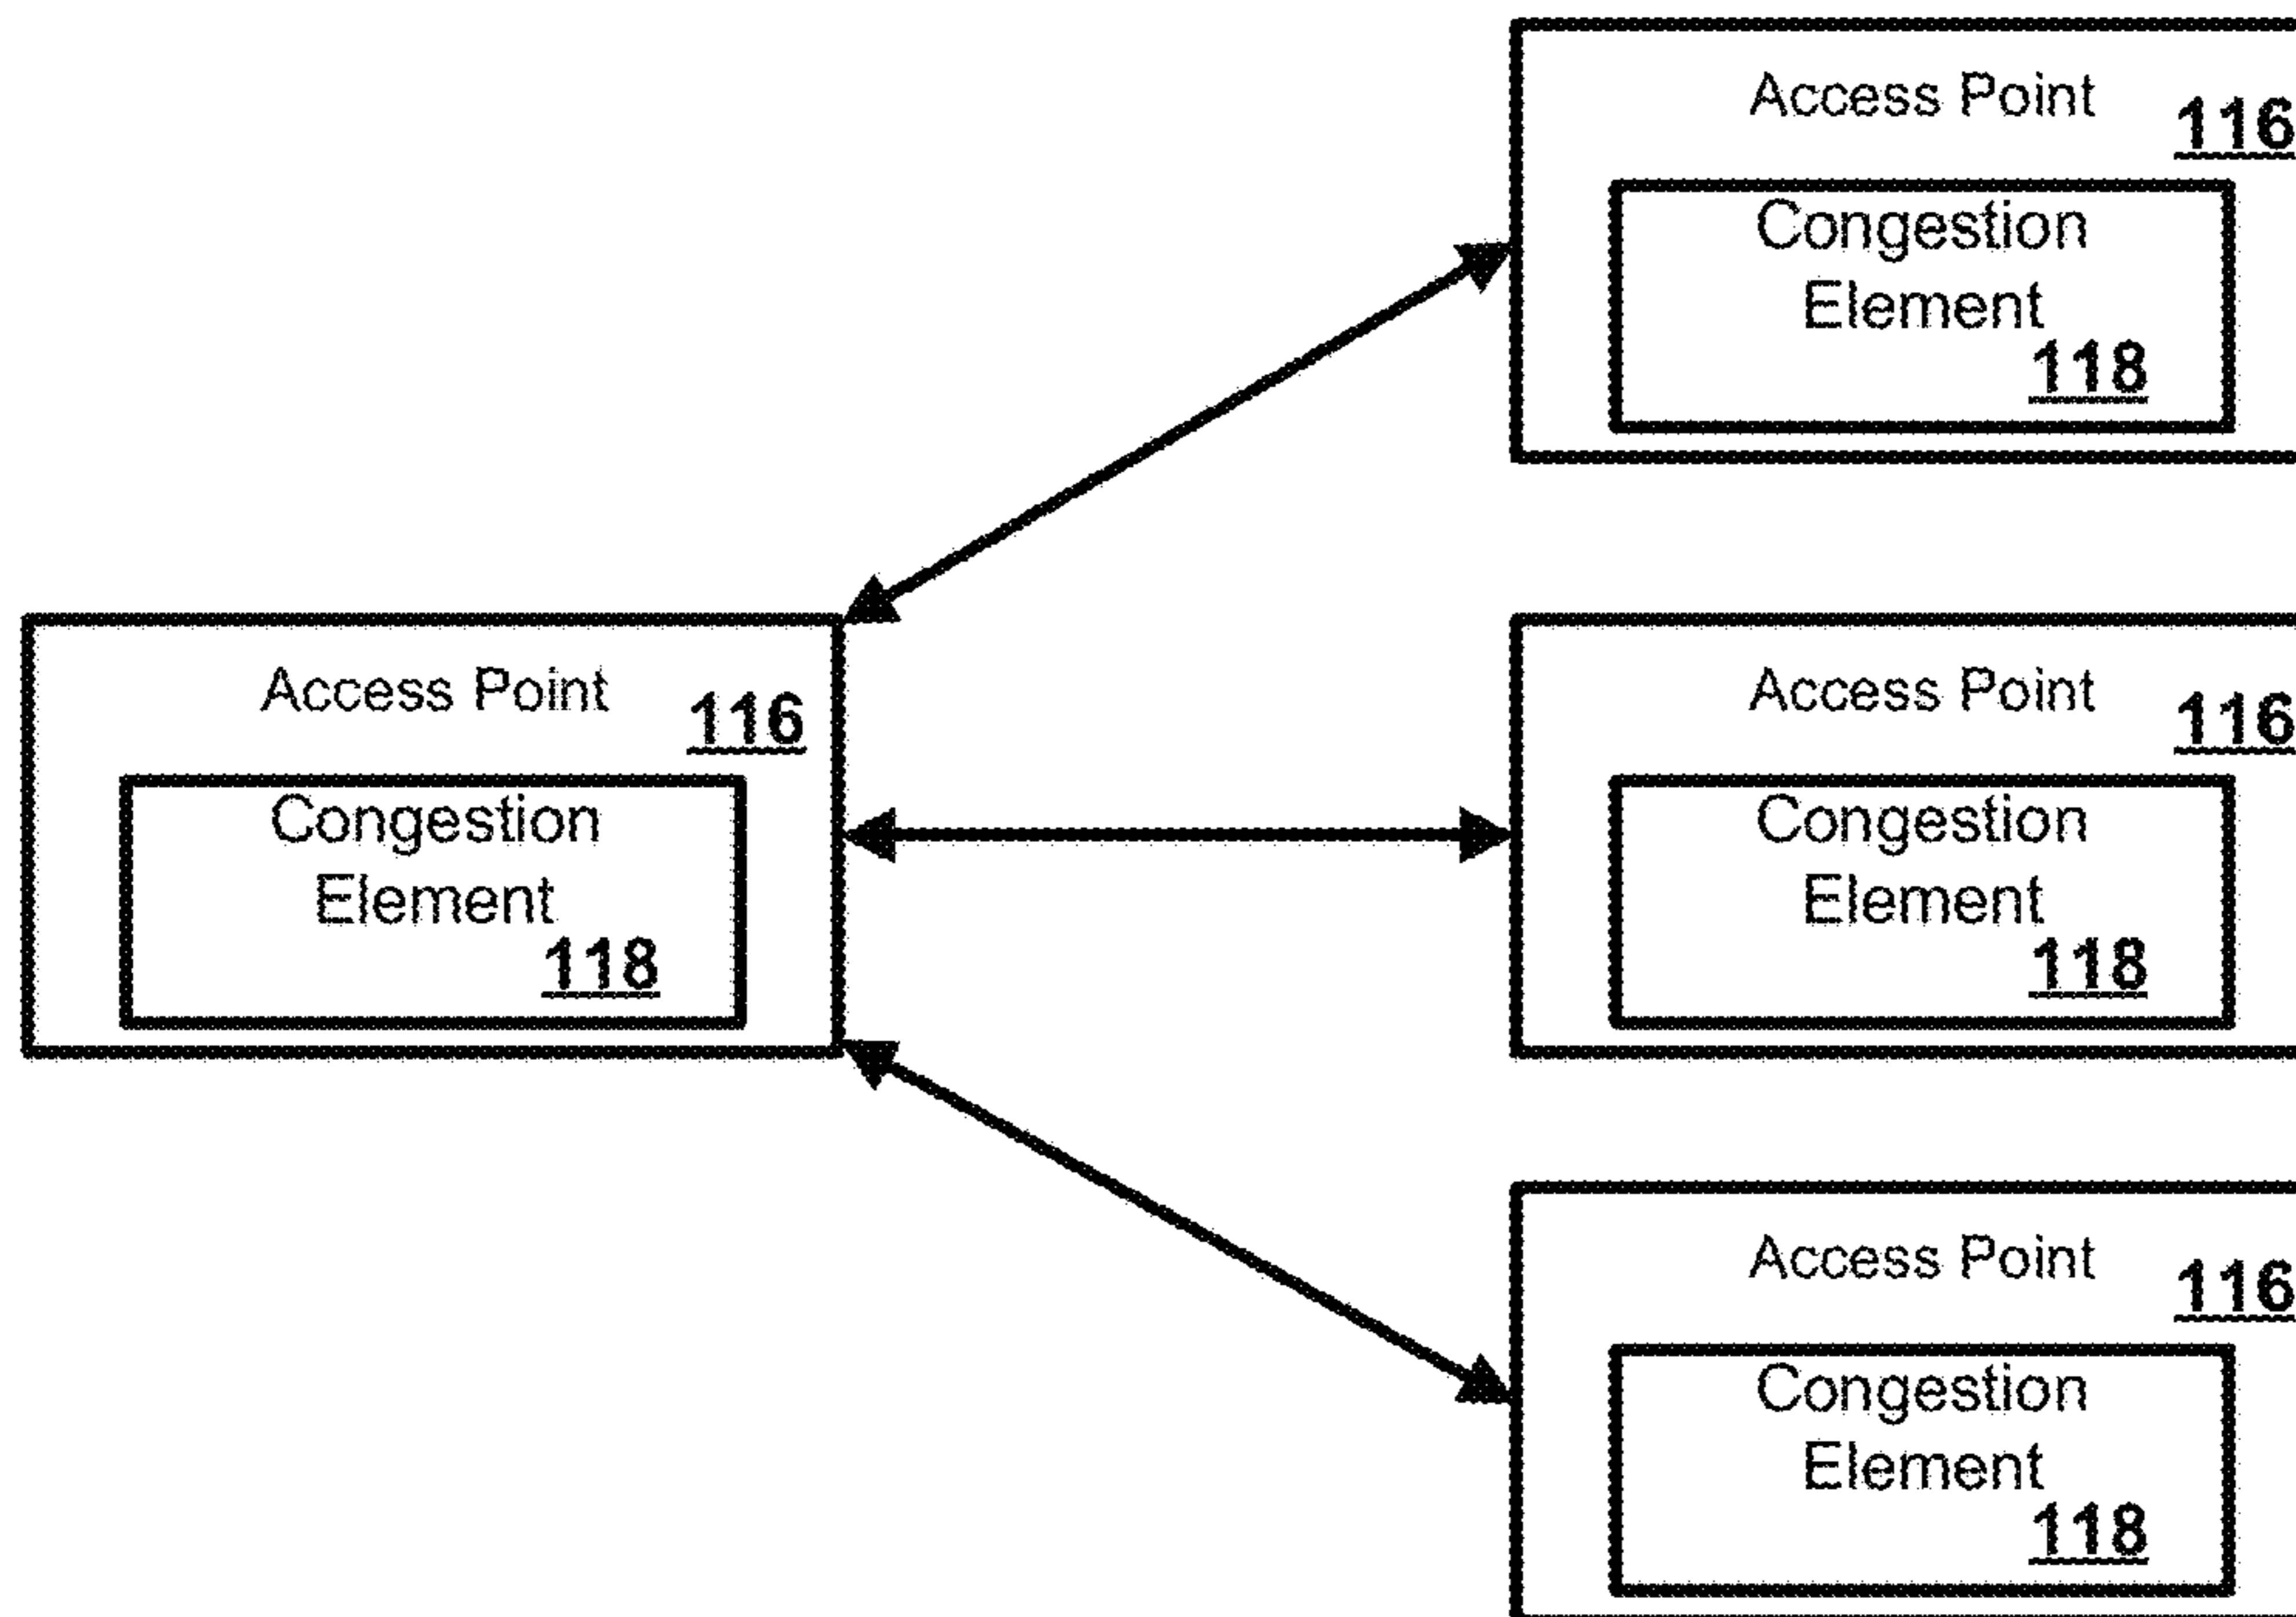 Access Point
116
Congestion
Element
118
Access Point
116
Congestion
Element
118
Access Point
116
Congestion
Element
118
Access Point
116
Congestion
Element
118